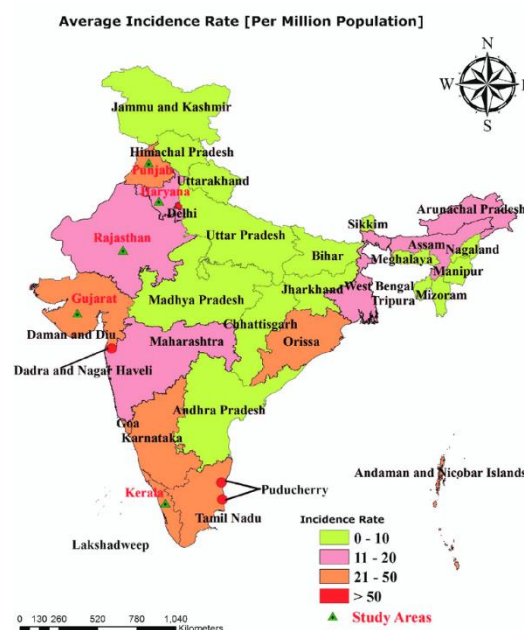 Average Incidence Rate [Per Million Population]
N
W
E
S
Jammu and Kashmir
Himachal Pradesh
Punjab
Uttarakhand
Haryana
Delhi
Arunachal Pradesh
Rajasthan
Uttar Pradesh
Sikkim
Assam
Nagaland
Bihar
Meghalaya
Manipur
Gujarat
Madhya Pradesh
Jharkhand
West Bengal
Tripura
Mizoram
Chhattisgarh
Daman and Diu
Maharashtra
Orissa
Dadra and Nagar Haveli
Andhra Pradesh
Goa
Karnataka
Andaman and Nicobar Islands
Kerala
Puducherry
Tamil Nadu
Lakshadweep
Incidence Rate
0 - 10
11 - 20
21 - 50
> 50
Study Areas
0 130 260 520 780 1,040
Kilometers